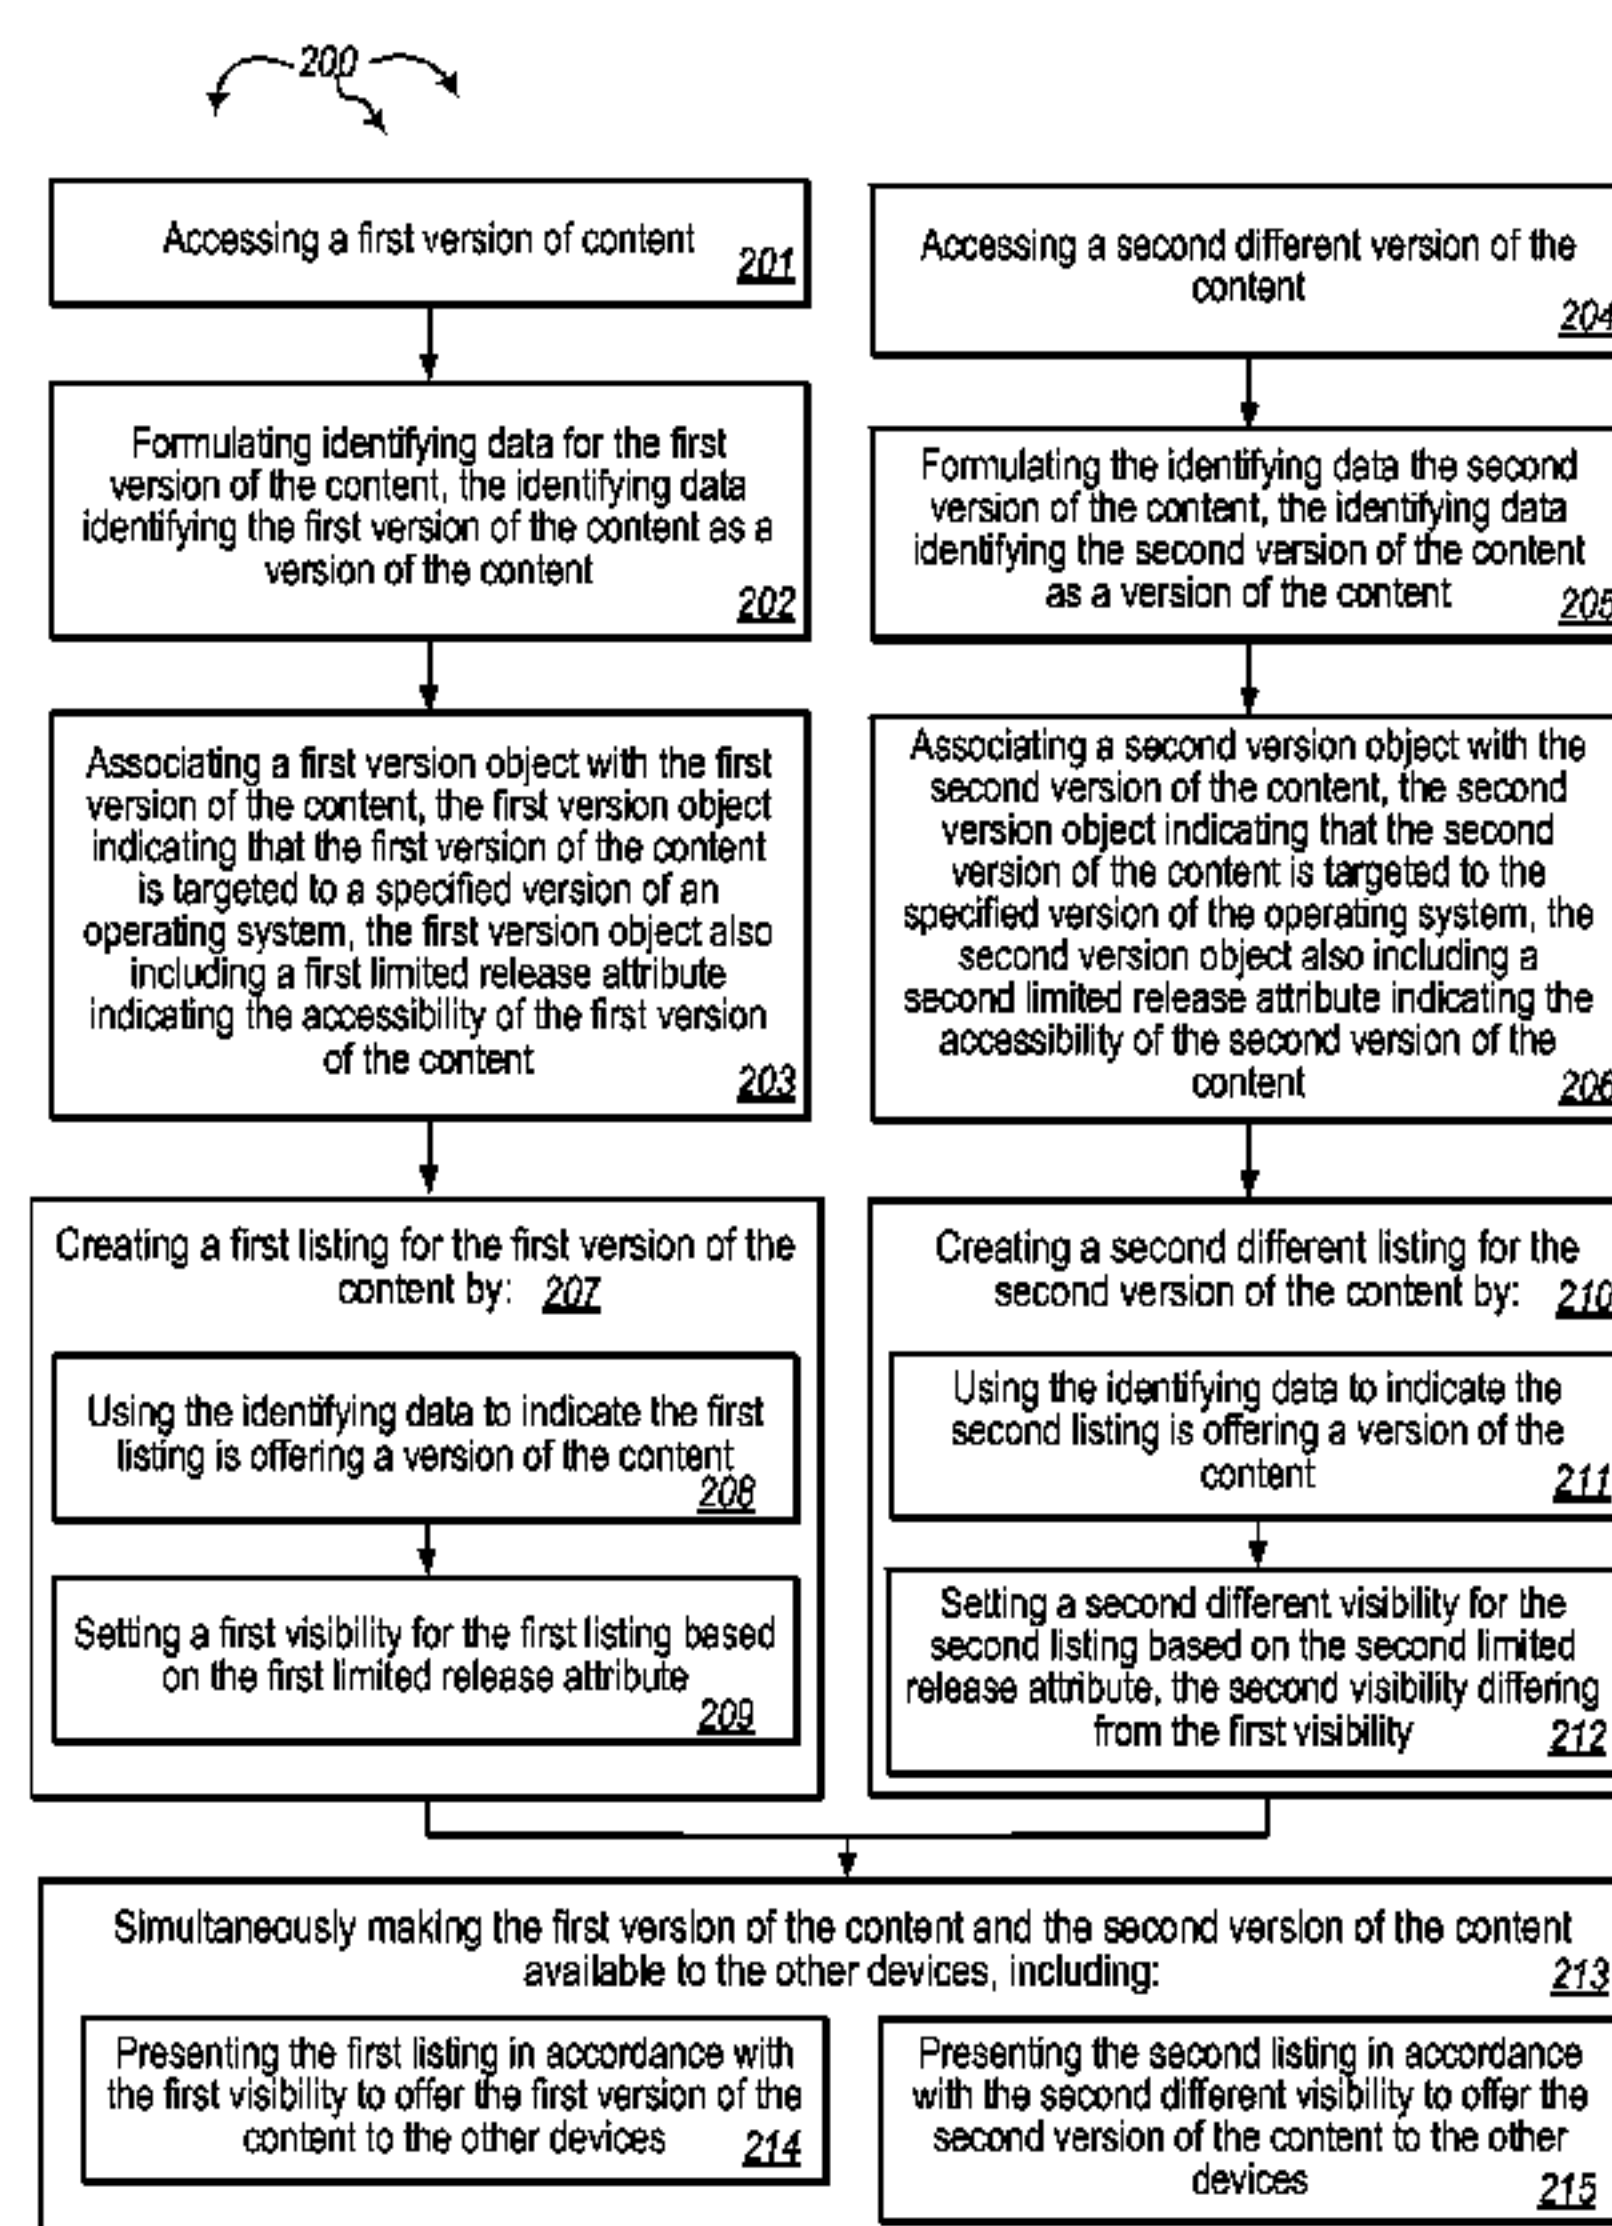 200
Accessing a first version of content
201
Formulating identifying data for the first
version of the content, the identifying data
identifying the first version of the content as a
version of the content
202
Associating a first version object with the first
version of the content, the first version object
indicating that the first version of the content
is targeted to a specified version of an
operating system, the first version object also
including a first limited release attribute
indicating the accessibility of the first version
of the content
203
Creating a first listing for the first version of the
content by: 207
Using the identifying data to indicate the first
listing is offering a version of the content
208
Setting a first visibility for the first listing based
on the first limited release attribute
209
Accessing a second different version of the
content
204
Formulating the identifying data the second
version of the content, the identifying data
identifying the second version of the content
as a version of the content
205
Associating a second version object with the
second version of the content, the second
version object indicating that the second
version of the content is targeted to the
specified version of the operating system, the
second version object also including a
second limited release attribute indicating the
accessibility of the second version of the
content
206
Creating a second different listing for the
second version of the content by: 210
Using the identifying data to indicate the
second listing is offering a version of the
content
211
Setting a second different visibility for the
second listing based on the second limited
release attribute, the second visibility differing
from the first visibility
212
Simultaneously making the first version of the content and the second version of the content
available to the other devices, including:
213
Presenting the first listing in accordance with
the first visibility to offer the first version of the
content to the other devices
214
Presenting the second listing in accordance
with the second different visibility to offer the
second version of the content to the other
devices
215